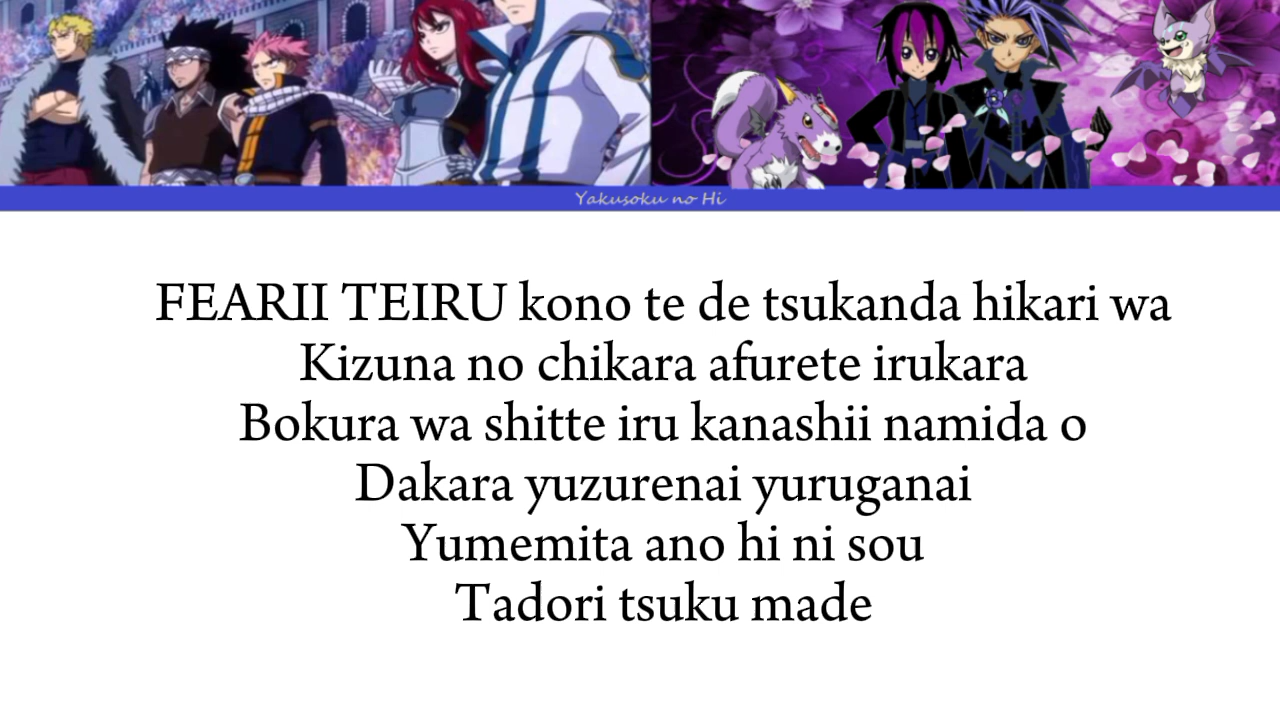 Yakusoku no Hi
FEARII TEIRU kono te de tsukanda hikari wa
Kizuna no chikara afurete irukara
Bokura wa shitte iru kanashii namida o
Dakara yuzurenai yuruganai
Yumemita ano hi ni sou
Tadori tsuku made